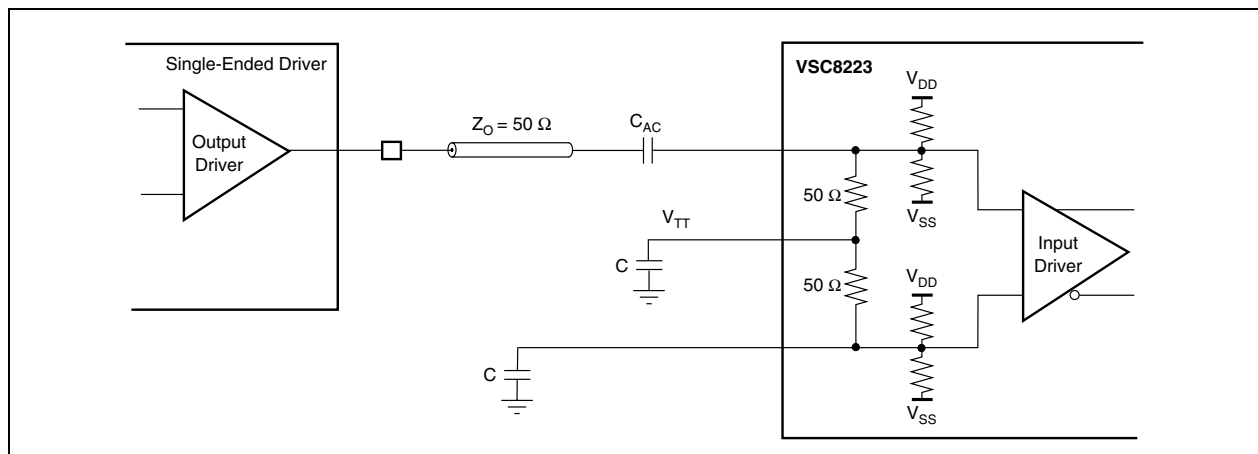 Single-Ended Driver
Output
Driver
Z_O = 50 Ω
C_AC
VSC8223
V_DD
50 Ω
V_SS
V_TT
C
50 Ω
V_DD
Input
Driver
C
V_SS